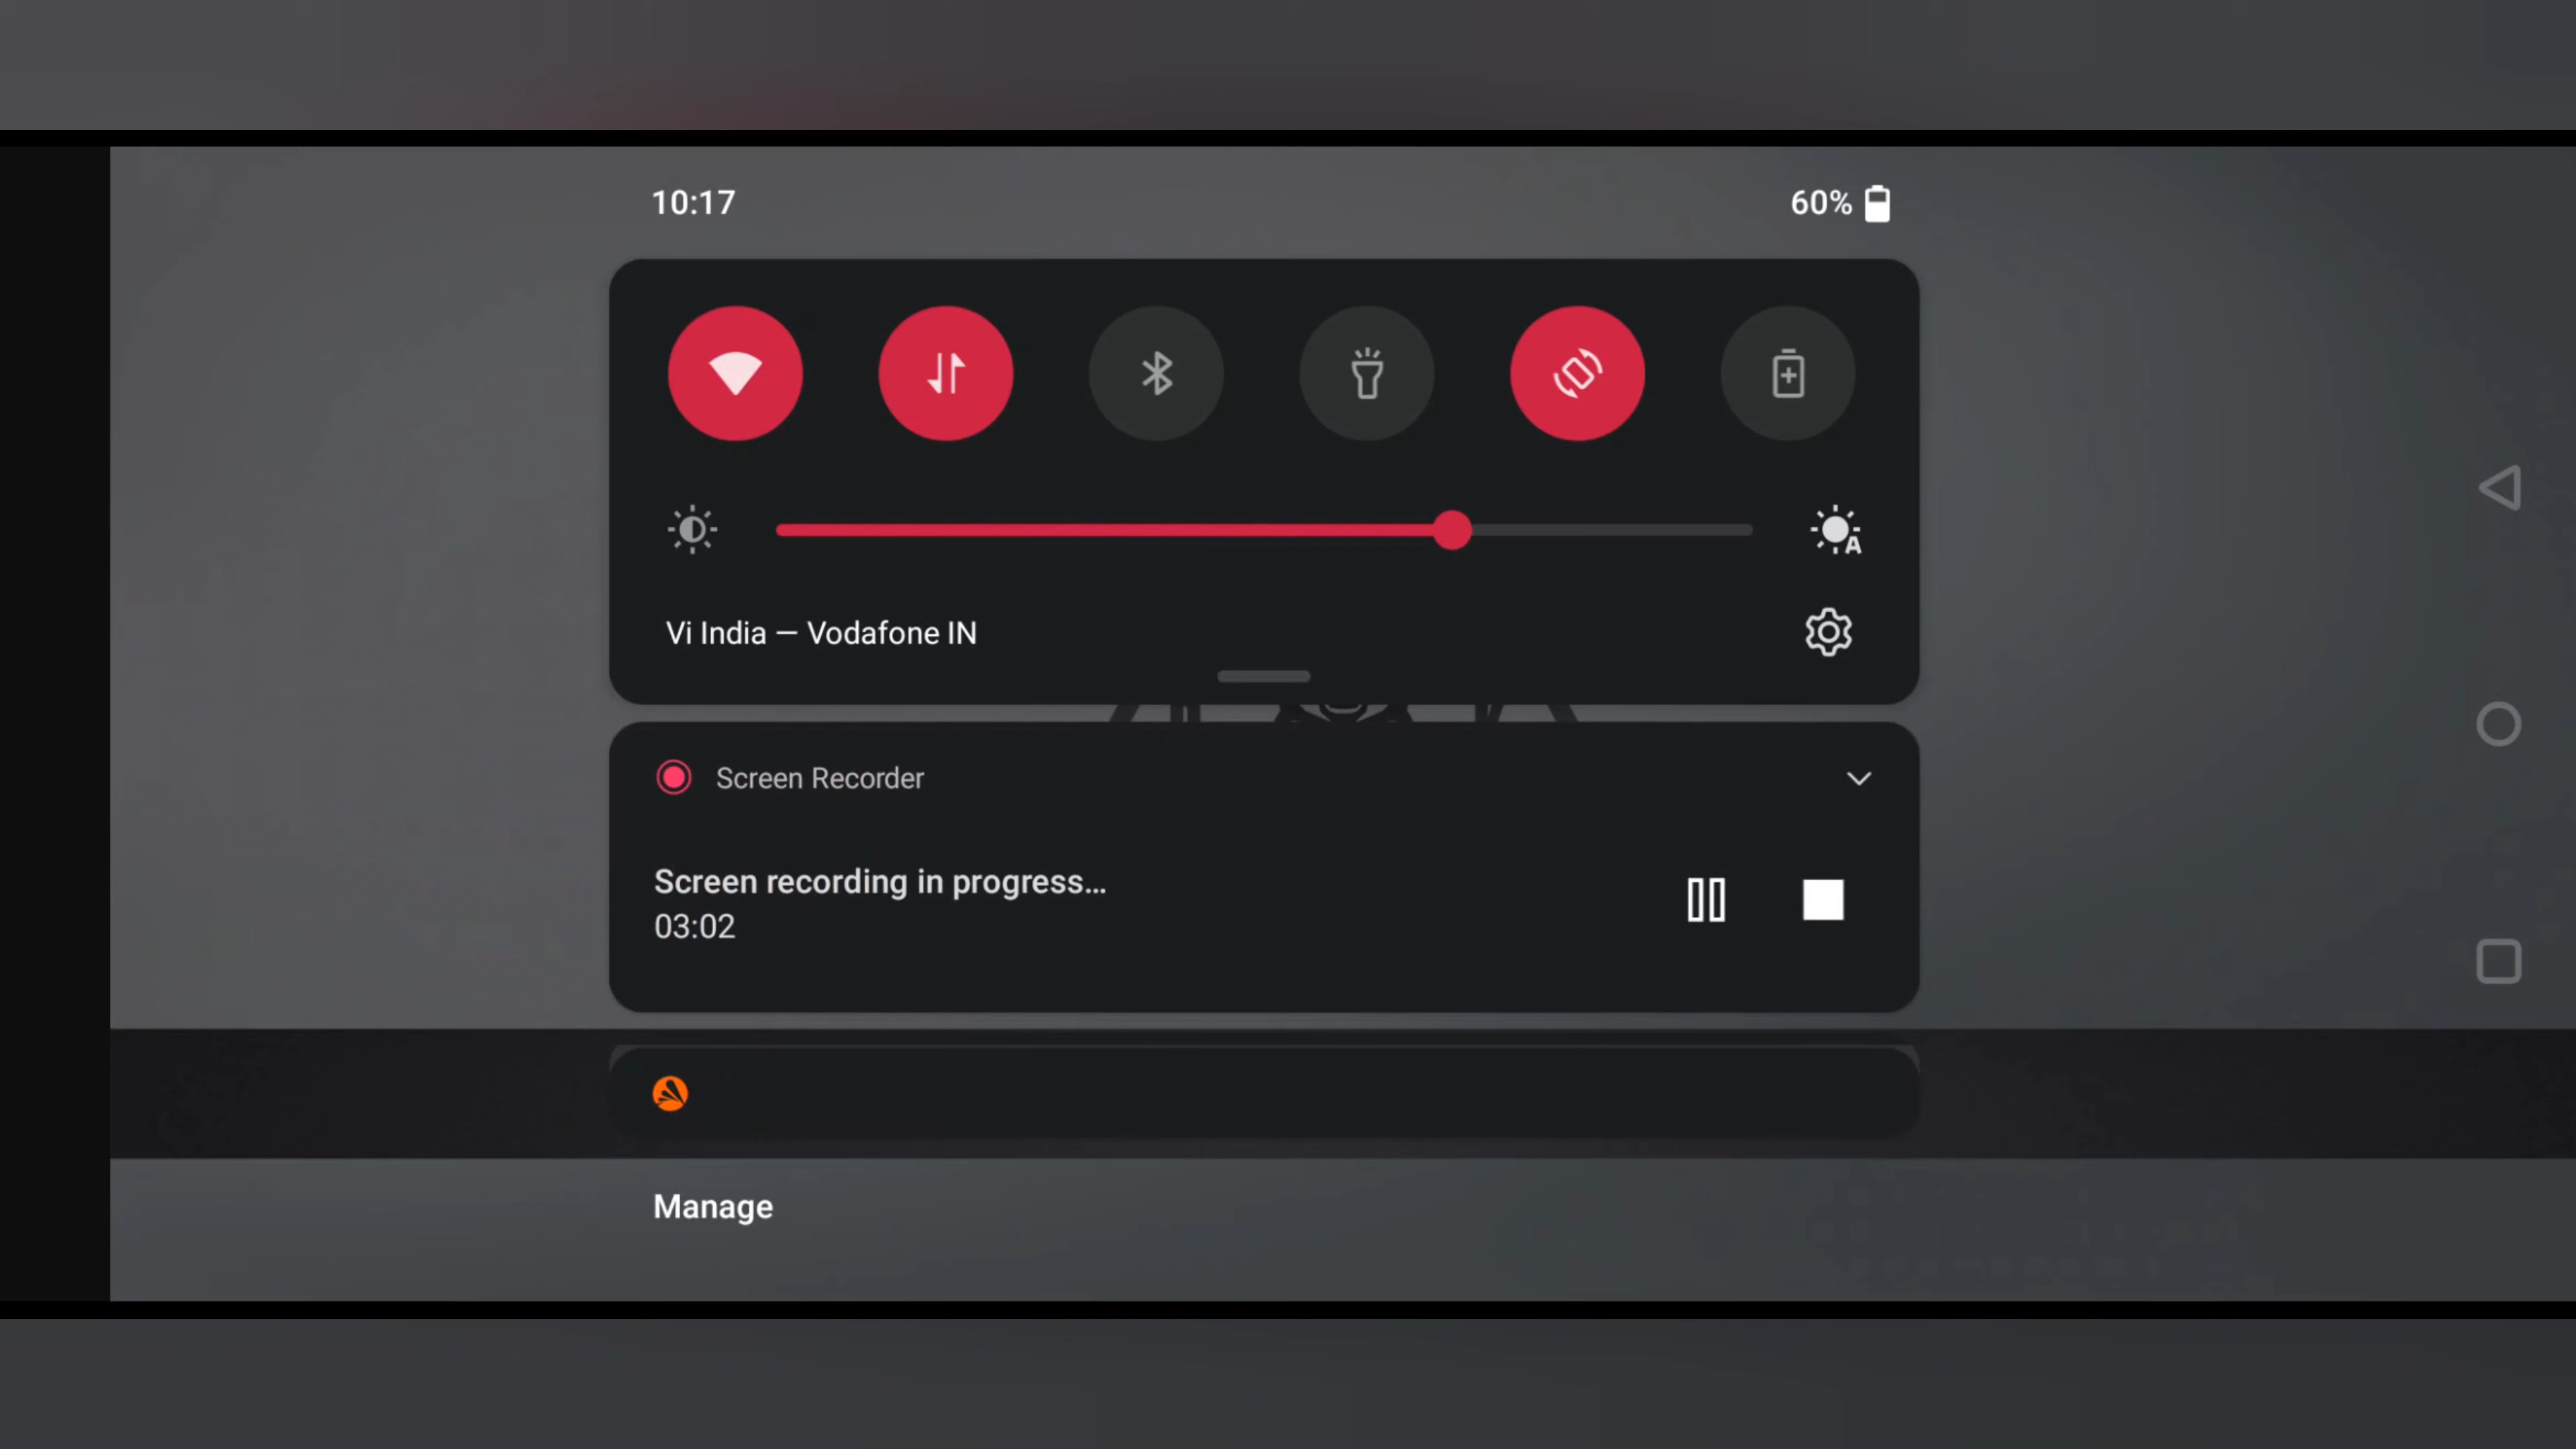 10:17
60%
A
Vi India — Vodafone IN
Screen Recorder
Screen recording in progress...
03:02
Manage